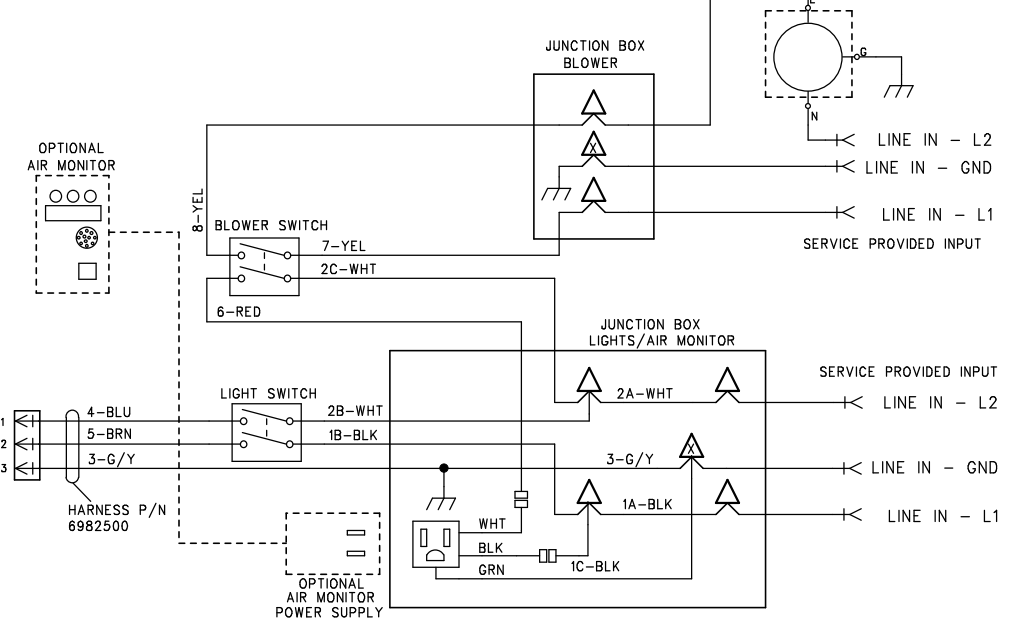 L
JUNCTION BOX
BLOWER
G
N
LINE IN - L2
X
LINE IN - GND
OPTIONAL
AIR MONITOR
8-YEL
LINE IN - L1
BLOWER SWITCH
SERVICE PROVIDED INPUT
7-YEL
2C-WHT
6-RED
JUNCTION BOX
LIGHTS/AIR MONITOR
SERVICE PROVIDED INPUT
LIGHT SWITCH
2A-WHT
LINE IN - L2
1
4-BLU
2B-WHT
2
5-BRN
1B-BLK
X
3
3-G/Y
3-G/Y
LINE IN - GND
HARNESS P/N
6982500
1A-BLK
LINE IN - L1
WHT
BLK
1C-BLK
GRN
OPTIONAL
AIR MONITOR
POWER SUPPLY